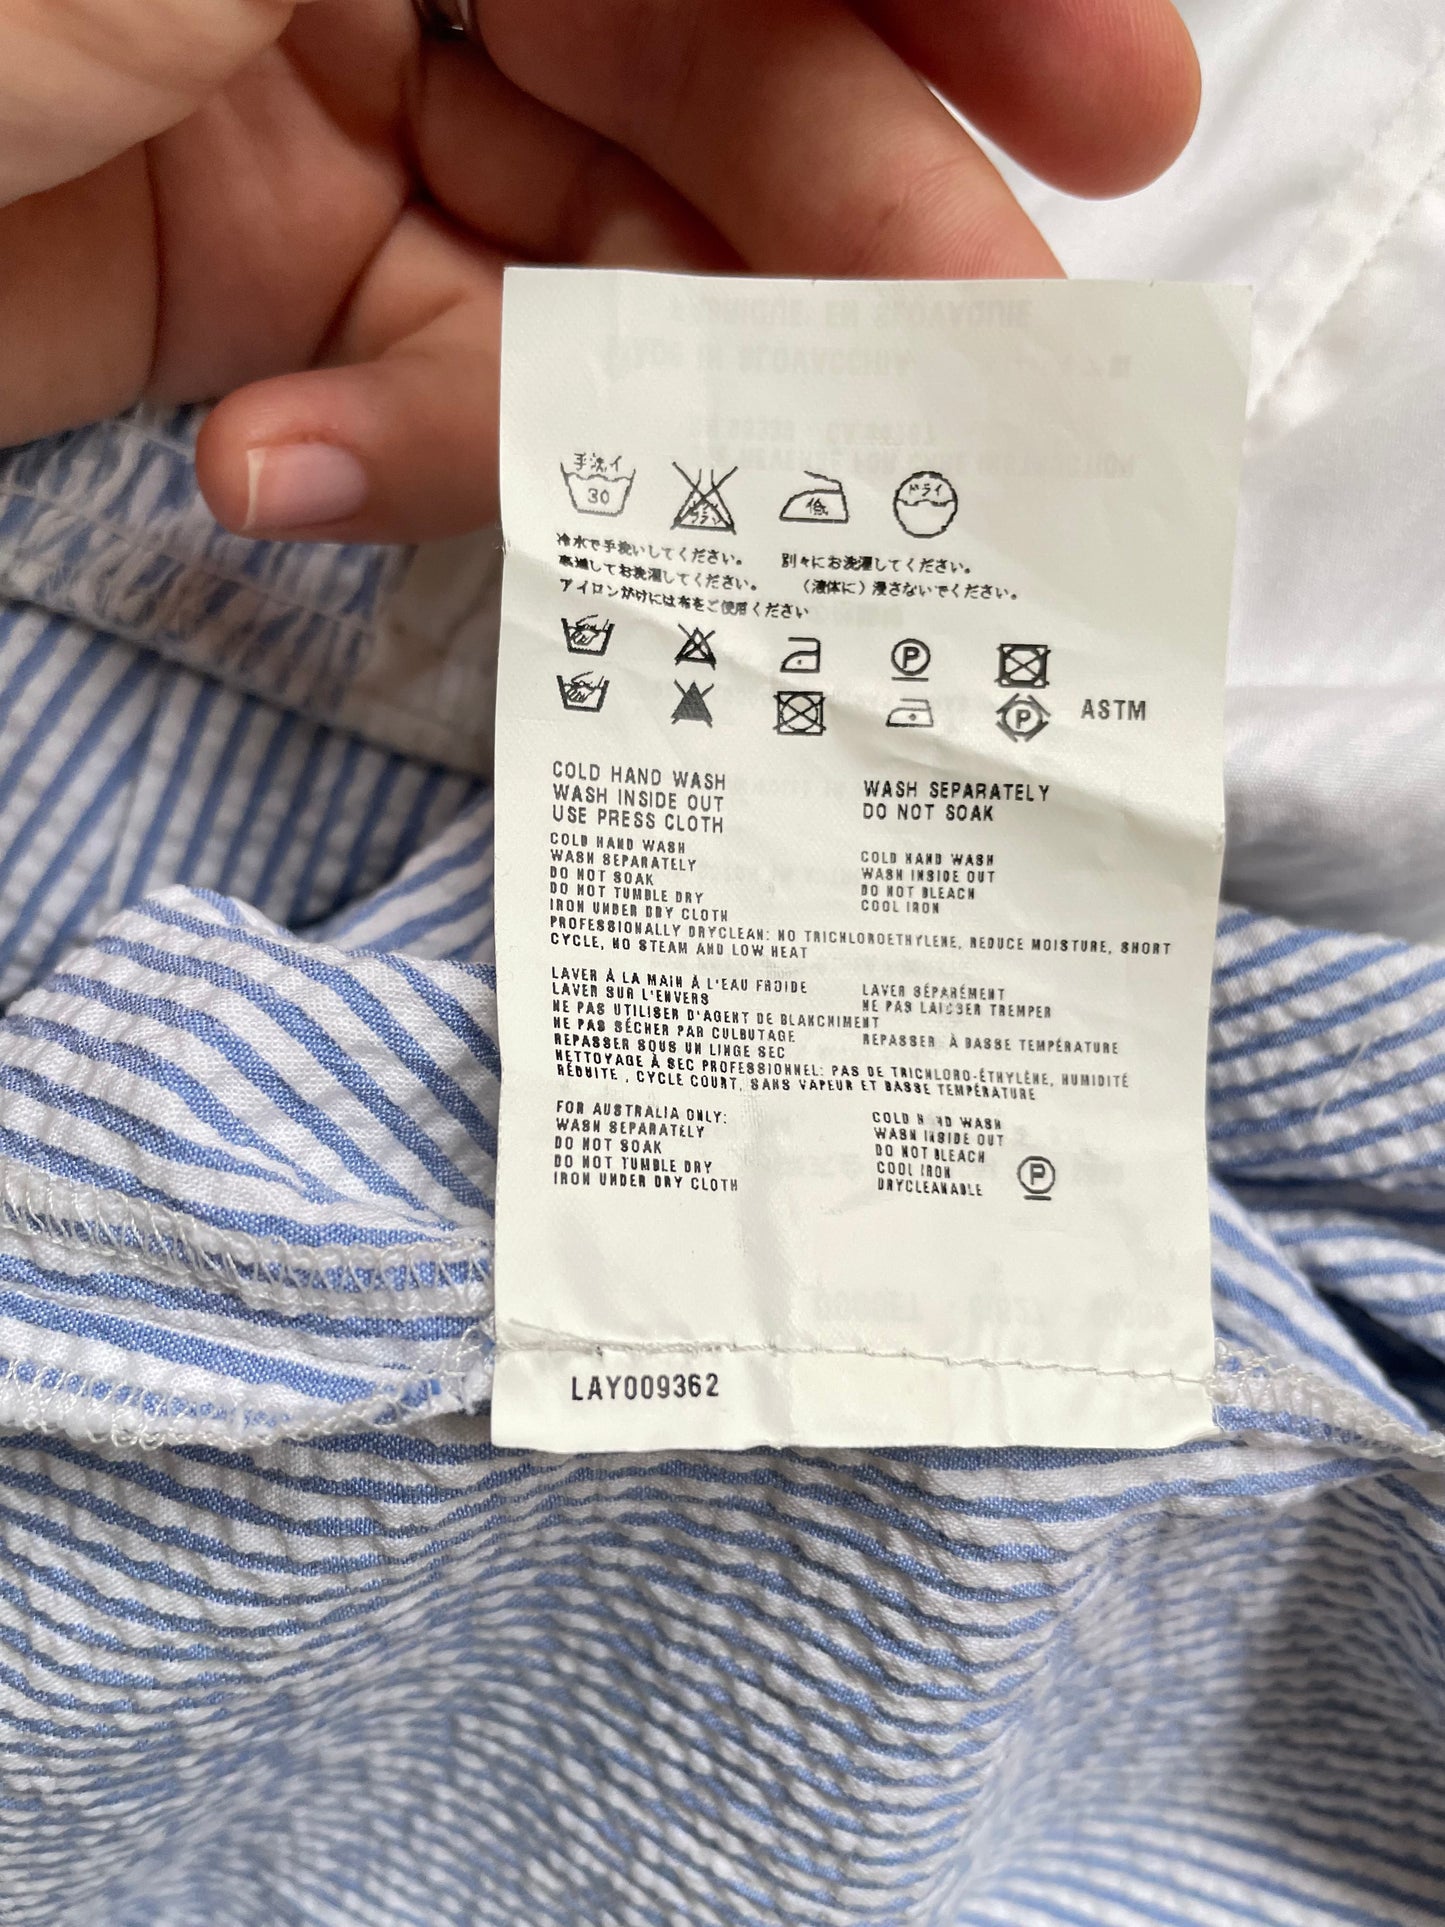 手洗イ
30
低
ドライ
冷水で手洗いしてください。 別々にお洗濯してください。
裏返してお洗濯してください。 (液体に)浸さないでください。
アイロンがけには布をご使用ください
P
P
ASTM
COLD HAND WASH
WASH INSIDE OUT
USE PRESS CLOTH
WASH SEPARATELY
DO NOT SOAK
COLD HAND WASH
WASH SEPARATELY
DO NOT SOAK
DO NOT TUMBLE DRY
IRON UNDER DRY CLOTH
COLD HAND WASH
WASH INSIDE OUT
DO NOT BLEACH
COOL IRON
PROFESSIONALLY DRYCLEAN: NO TRICHLOROETHYLENE, REDUCE MOISTURE, SHORT
CYCLE, NO STEAM AND LOW HEAT
LAVER À LA MAIN À L'EAU FROIDE LAVER SÉPARÉMENT
LAVER SUR L'ENVERS NE PAS LAISSER TREMPER
NE PAS UTILISER D'AGENT DE BLANCHIMENT
NE PAS SÉCHER PAR CULBUTAGE REPASSER À BASSE TEMPÉRATURE
REPASSER SOUS UN LINGE SEC
NETTOYAGE À SEC PROFESSIONNEL: PAS DE TRICHLORO-ÉTHYLÈNE, HUMIDITÉ
RÉDUITE , CYCLE COURT, SANS VAPEUR ET BASSE TEMPÉRATURE
FOR AUSTRALIA ONLY:
WASH SEPARATELY
DO NOT SOAK
DO NOT TUMBLE DRY
IRON UNDER DRY CLOTH
COLD HAND WASH
WASH INSIDE OUT
DO NOT BLEACH
COOL IRON
DRYCLEANABLE
P
LAY009362